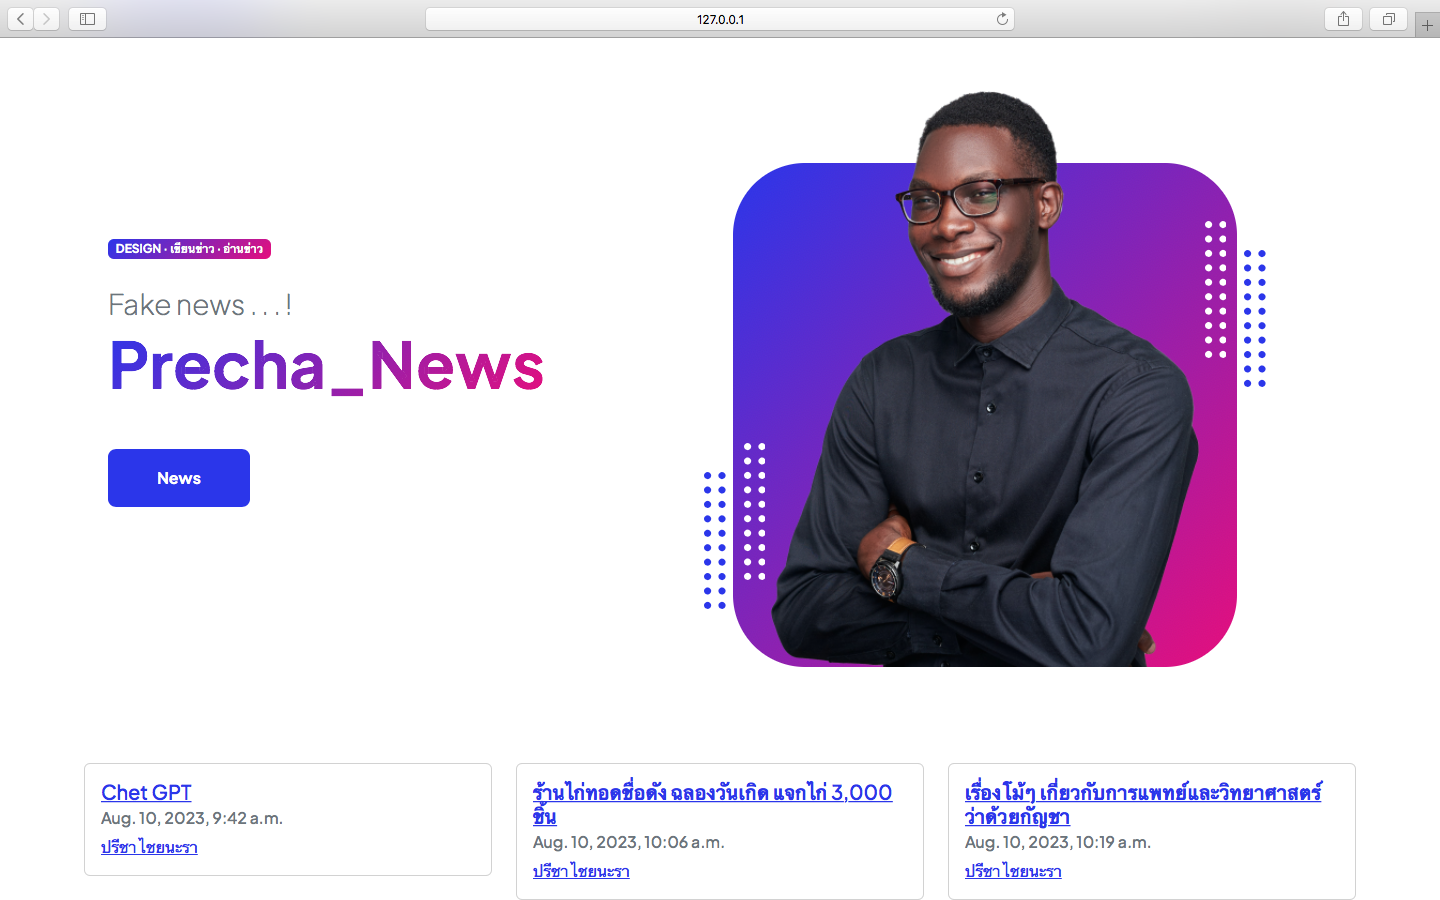 127.0.0.1
DESIGN · เขียนข่าว · อ่านข่าว
Fake news . . . !
Precha_News
News
Chet GPT
Aug. 10, 2023, 9:42 a.m.
ปรีชา ไชยนะรา
ร้านไก่ทอดชื่อดัง ฉลองวันเกิด แจกไก่ 3,000
ชิ้น
Aug. 10, 2023, 10:06 a.m.
ปรีชา ไชยนะรา
เรื่อง โม้ๆ เกี่ยวกับการแพทย์และวิทยาศาสตร์
ว่าด้วยกัญชา
Aug. 10, 2023, 10:19 a.m.
ปรีชา ไชยนะรา